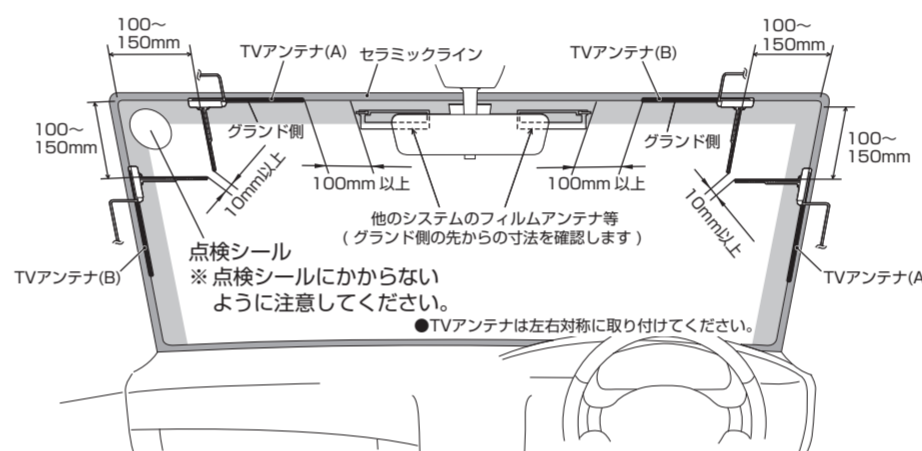 100〜
150mm
TVアンテナ(A)
セラミックライン
TVアンテナ(B)
100〜
150mm
グランド側
グランド側
100〜
150mm
100〜
150mm
10mm以上
100mm 以上
100mm 以上
10mm以上
他のシステムのフィルムアンテナ等
( グランド側の先からの寸法を確認します )
点検シール
※ 点検シールにかからない
ように注意してください。
TVアンテナ(B)
TVアンテナ(A
●TVアンテナは左右対称に取り付けてください。